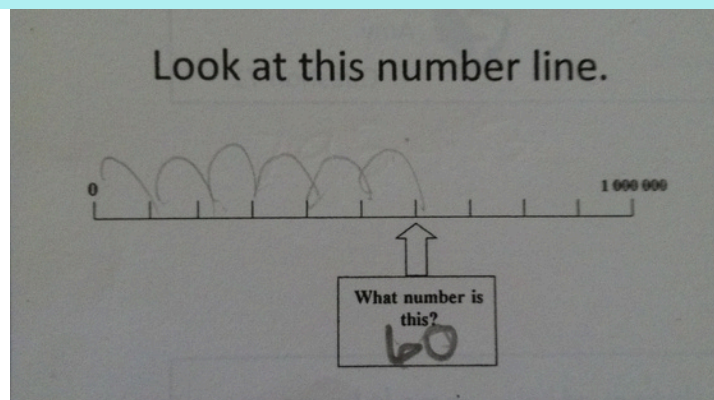 Look at this number line.
0 1 000 000
What number is
this?
60